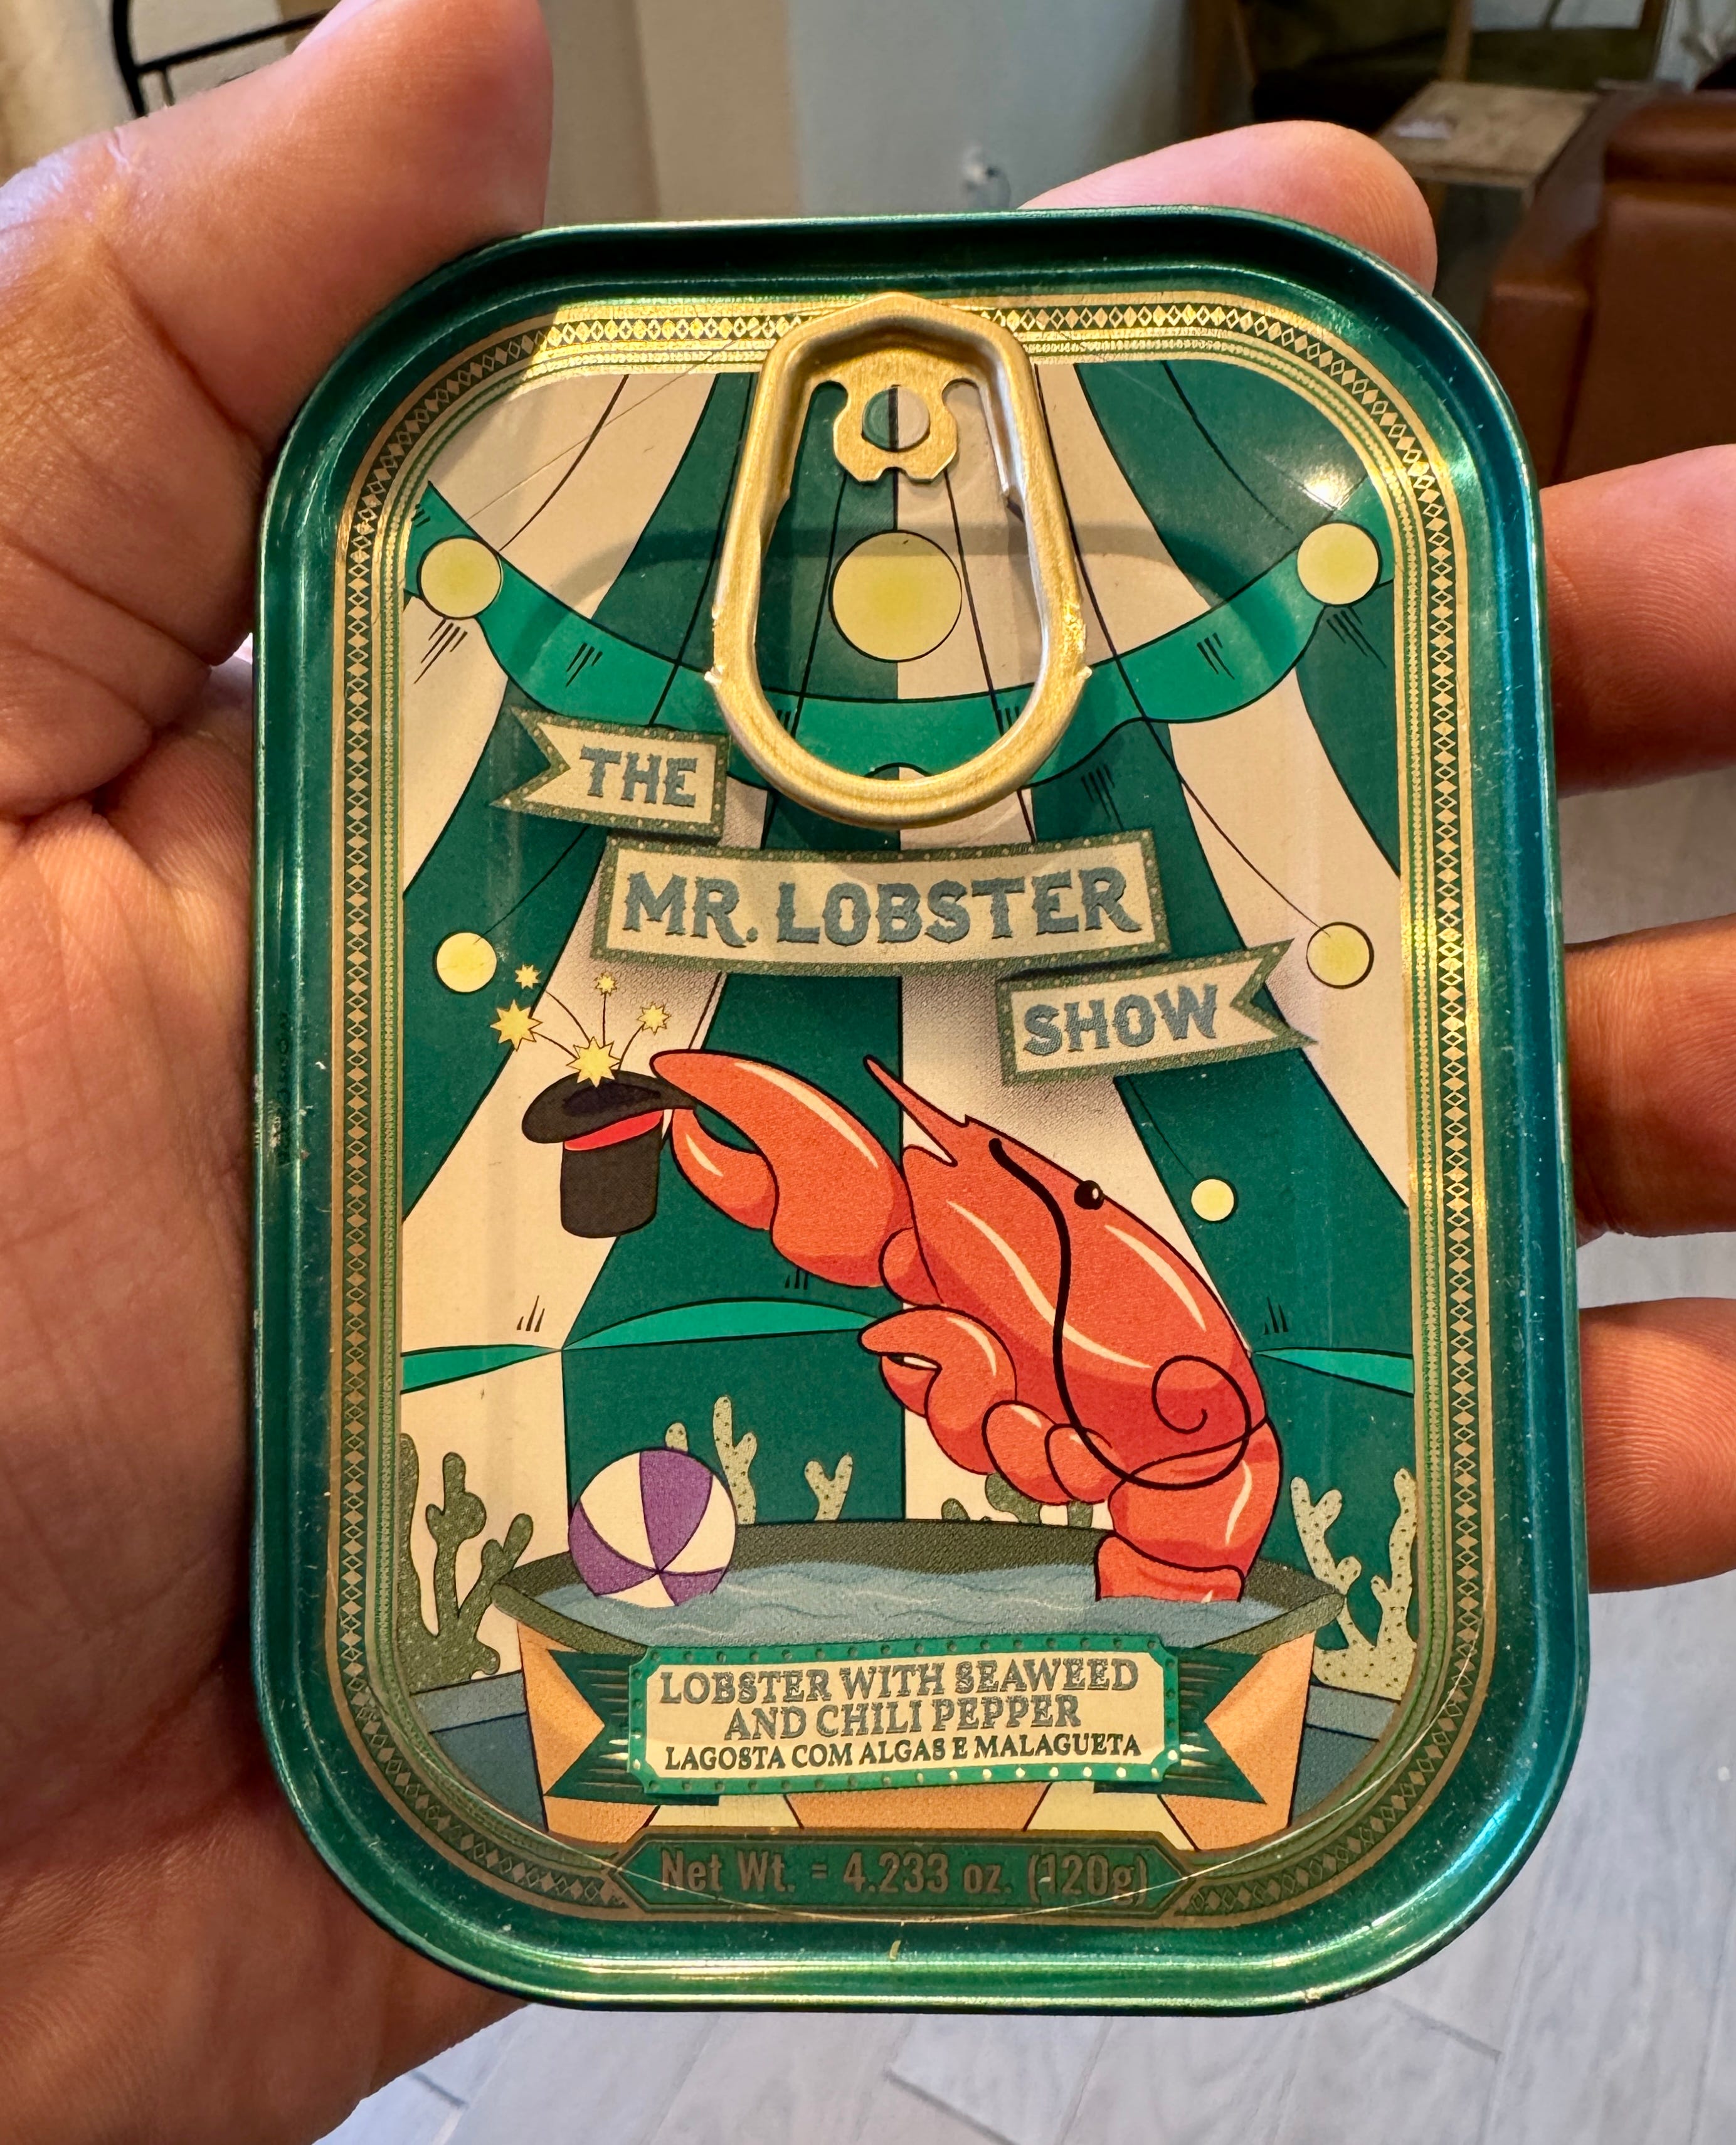 THE
MR. LOBSTER
SHOW
LOBSTER WITH SEAWEED
AND CHILI PEPPER
LAGOSTA COM ALGAS E MALAGUETA
Net Wt. = 4.233 oz. (120g)